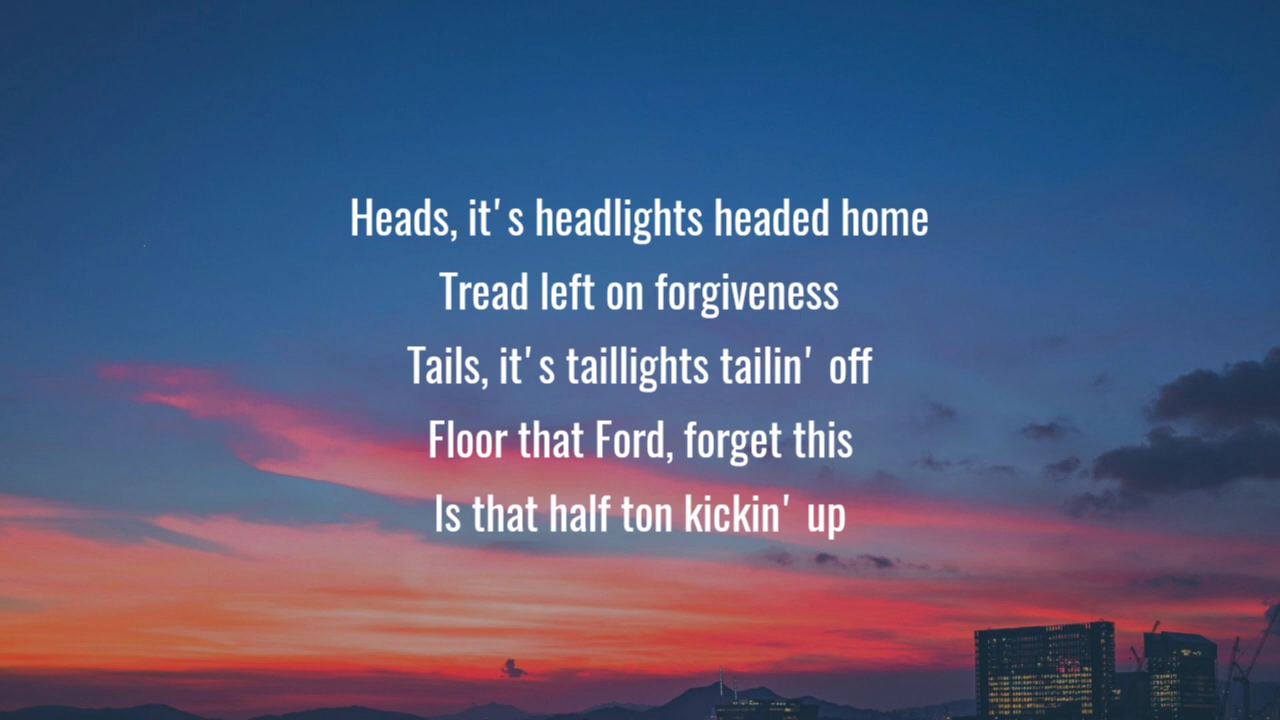 Heads, it's headlights headed home
Tread left on forgiveness
Tails, it's taillights tailin' off
Floor that Ford, forget this
Is that half ton kickin' up